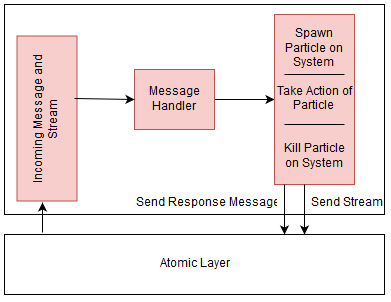 Incoming Message and
Stream
Message
Handler
Spawn
Particle on
System
Take Action of
Particle
Kill Particle
on System
Send Response Message
Send Stream
Atomic Layer